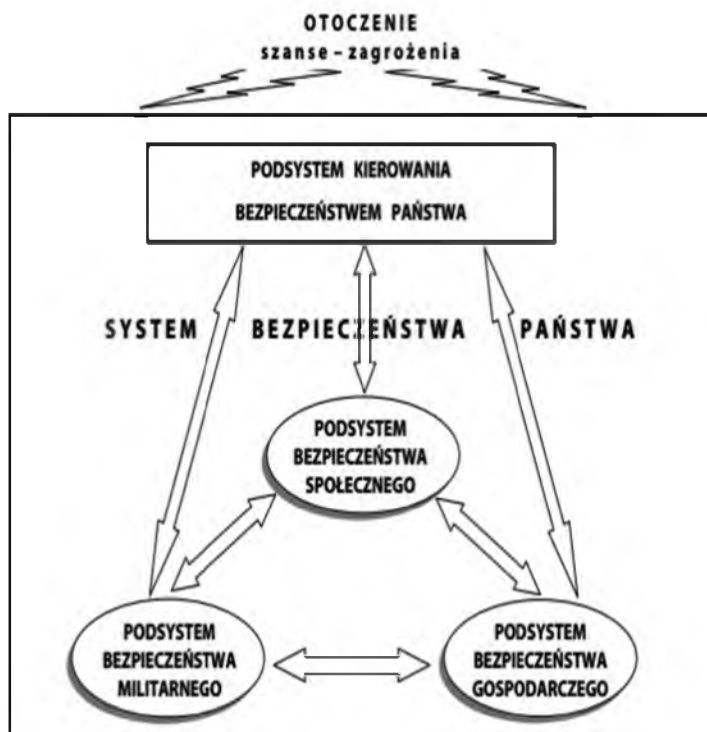 OTOCZENIE
szanse – zagrożenia
PODSYSTEM KIEROWANIA
BEZPIECZEŃSTWEM PAŃSTWA
SYSTEM BEZPIECZEŃSTWA PAŃSTWA
PODSYSTEM
BEZPIECZEŃSTWA
SPOŁECZNEGO
PODSYSTEM
BEZPIECZEŃSTWA
MILITARNEGO
PODSYSTEM
BEZPIECZEŃSTWA
GOSPODARCZEGO